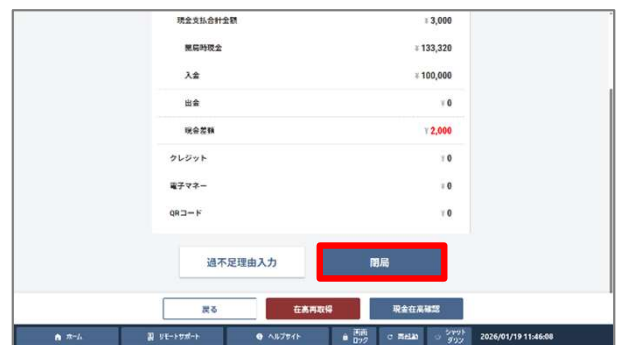 現金支払合計金額 ¥ 3,000
開局時現金 ¥ 133,320
入金 ¥ 100,000
出金 ¥ 0
現金差額 ¥ 2,000
クレジット ¥ 0
電子マネー ¥ 0
QRコード ¥ 0
過不足理由入力 閉局
戻る 在高再取得 現金在高確認
ホーム リモートサポート ヘルプサイト 画面ロック 再起動 シャットダウン 2026/01/19 11:46:08